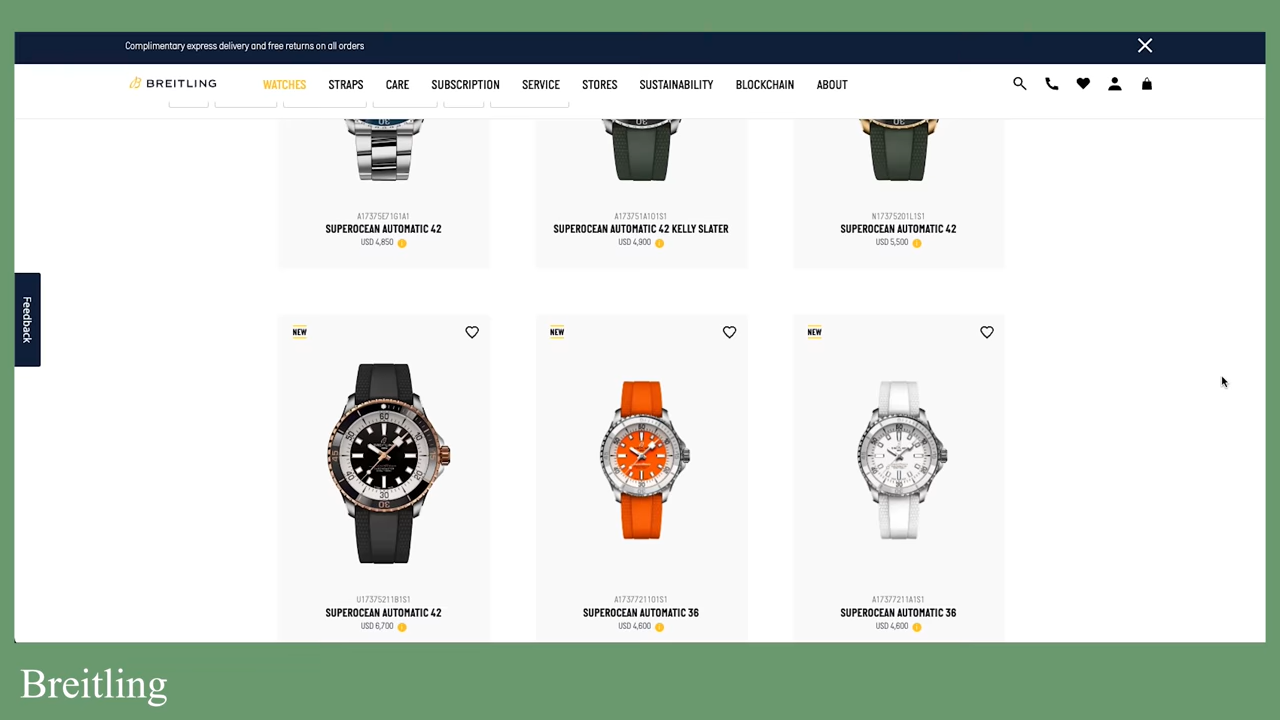 Complimentary express delivery and free returns on all orders
BREITLING WATCHES STRAPS CARE SUBSCRIPTION SERVICE STORES SUSTAINABILITY BLOCKCHAIN ABOUT
A17375E71G1A1
SUPEROCEAN AUTOMATIC 42
USD 4,850
A173751A1O1S1
SUPEROCEAN AUTOMATIC 42 KELLY SLATER
USD 4,900
N17375201L1S1
SUPEROCEAN AUTOMATIC 42
USD 5,500
Feedback
NEW
U17375211B1S1
SUPEROCEAN AUTOMATIC 42
USD 6,700
NEW
A17377211O1S1
SUPEROCEAN AUTOMATIC 36
USD 4,600
NEW
A17377211A1S1
SUPEROCEAN AUTOMATIC 36
USD 4,600
Breitling